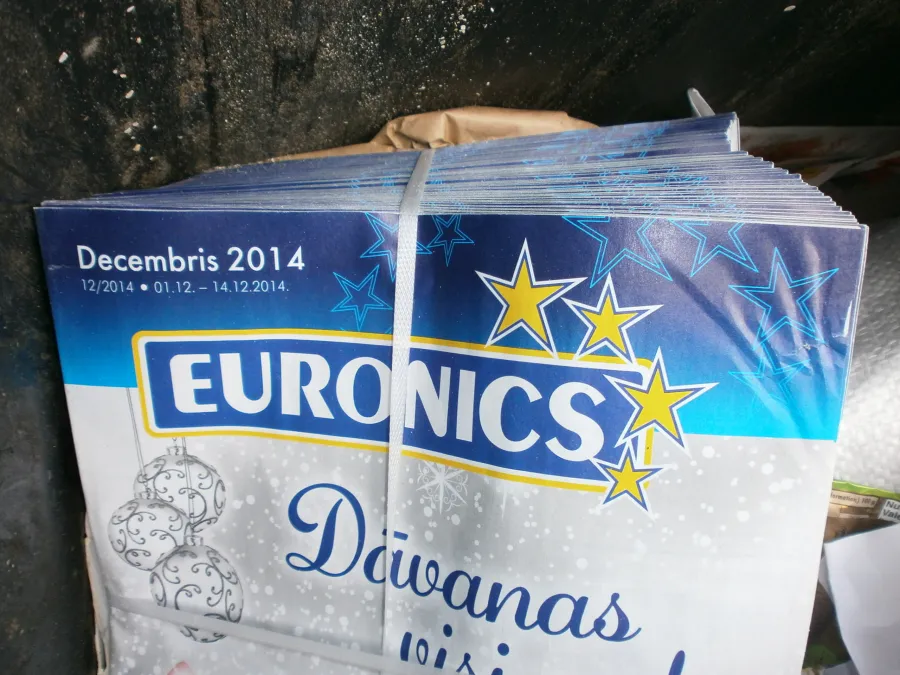 Decembris 2014
12/2014 • 01.12. – 14.12.2014.
EURONICS
Dāvanas